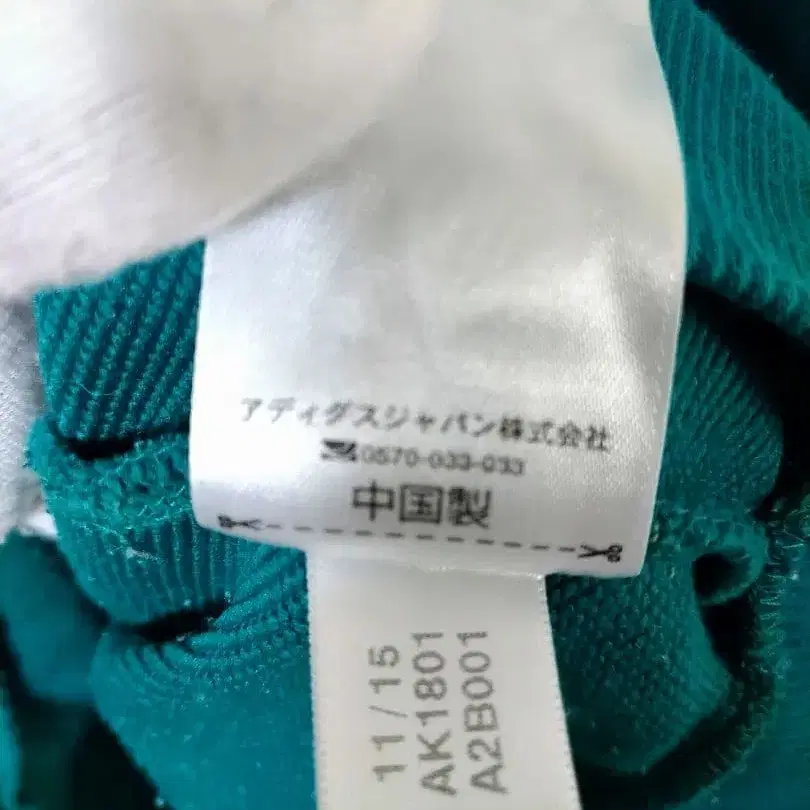 アディダスジャパン株式会社
0570-033-033
中国製
11/15
AK1801
A2B001